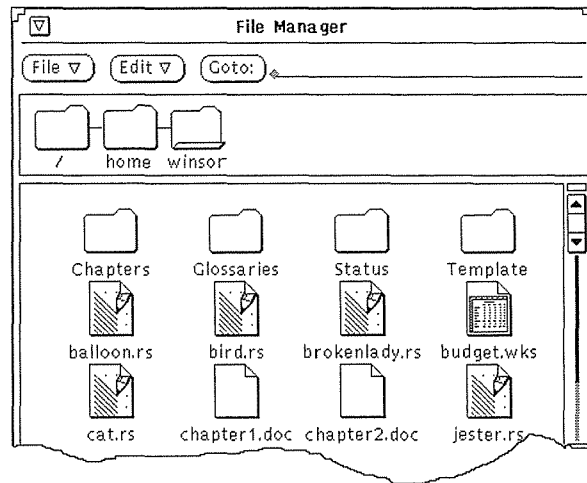 File Manager
File Edit Goto:
/ home winsor
Chapters Glossaries Status Template
balloon.rs bird.rs brokenlady.rs budget.wks
cat.rs chapter1.doc chapter2.doc jester.rs